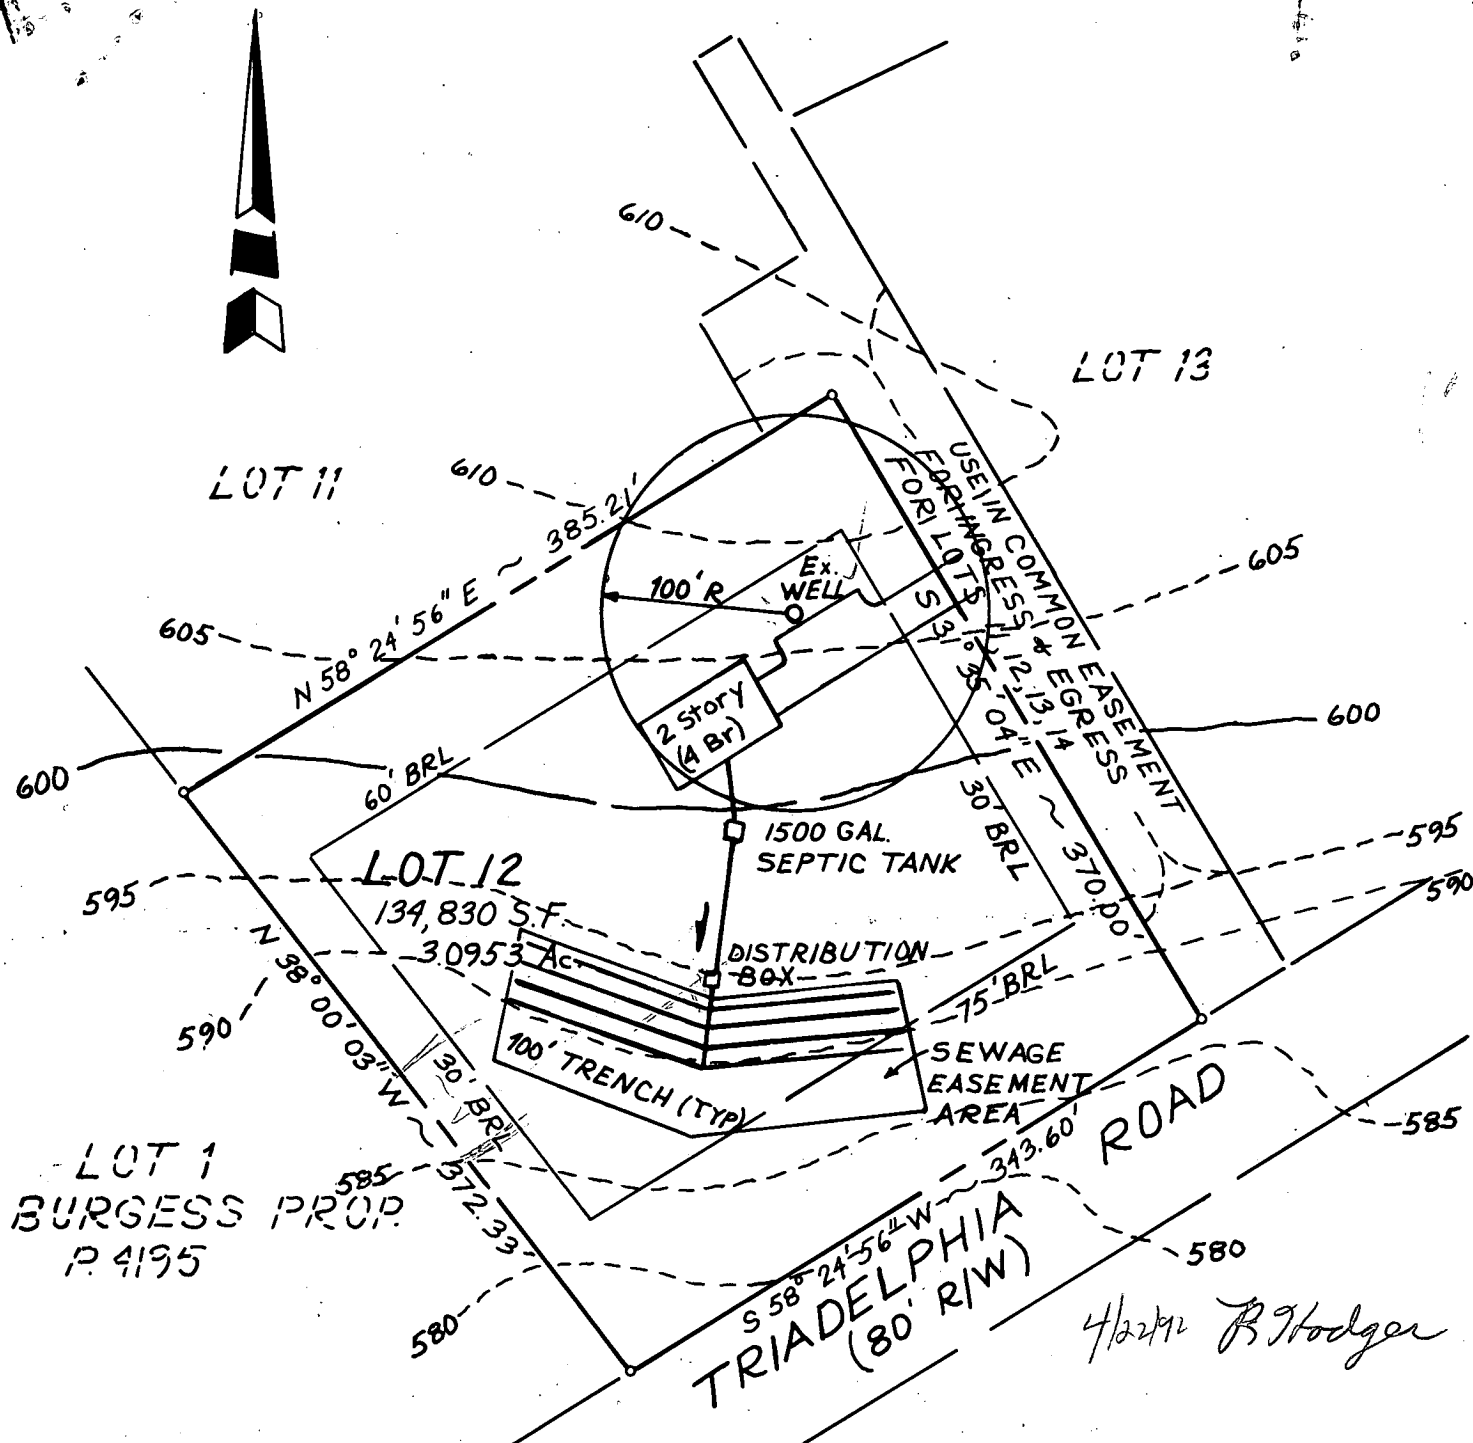 610
LOT 13
LOT 11
610
N 58° 24' 56" E ~ 385.21'
USE IN COMMON EASEMENT
FOR INGRESS & EGRESS
FOR LOTS 11, 12, 13, 14
S 31° 35' 04" E ~ 370.00'
605
605
100' R
Ex.
WELL
2 Story
(4 Br)
600
600
60' BRL
30' BRL
1500 GAL.
SEPTIC TANK
LOT 12
134,830 S.F.
3.0953 Ac.
595
595
590
590
N 38° 00' 03" W ~ 372.33'
DISTRIBUTION
BOX
75' BRL
100' TRENCH (TYP)
30' BRL
SEWAGE
EASEMENT
AREA
585
585
LOT 1
BURGESS PROP.
P. 4195
S 58° 24' 56" W ~ 343.60'
TRIADELPHIA ROAD
(80' R/W)
580
580
4/22/92 R Hodger